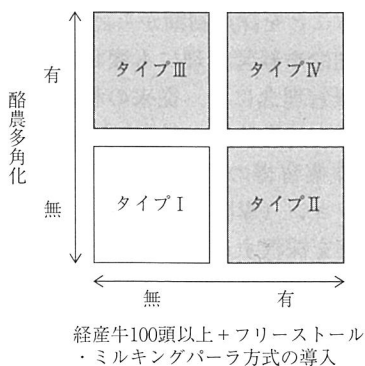 有
タイプⅢ
タイプⅣ
酪農多角化
無
タイプⅠ
タイプⅡ
無
有
経産牛100頭以上+フリーストール
・ミルキングパーラ方式の導入